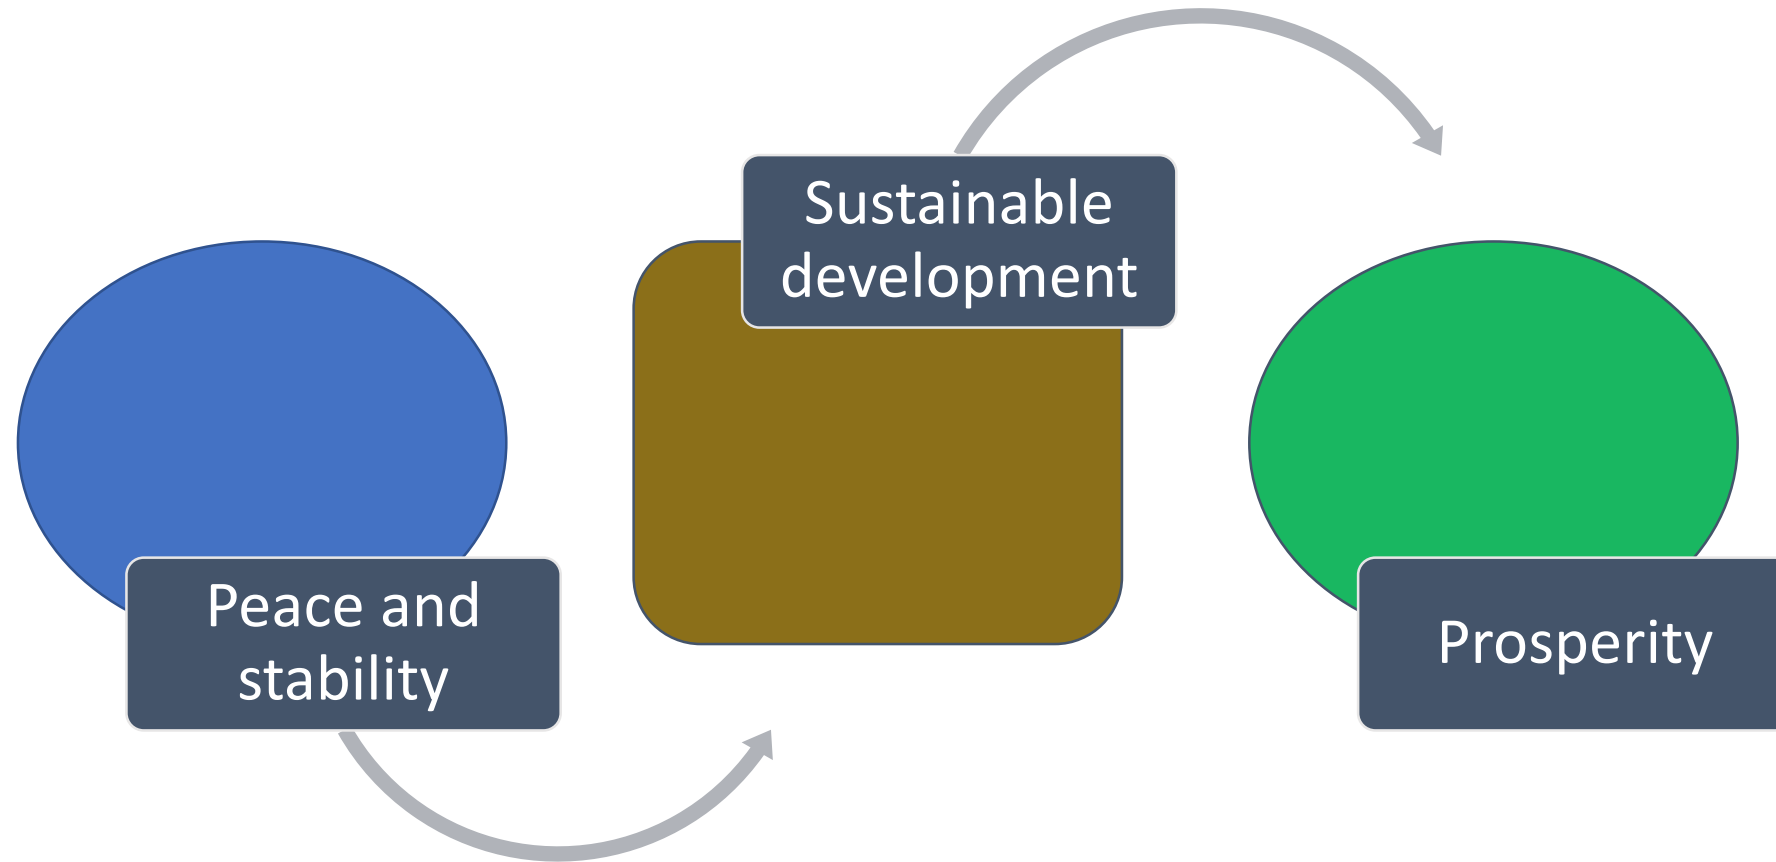 Sustainable
development
Peace and
stability
Prosperity